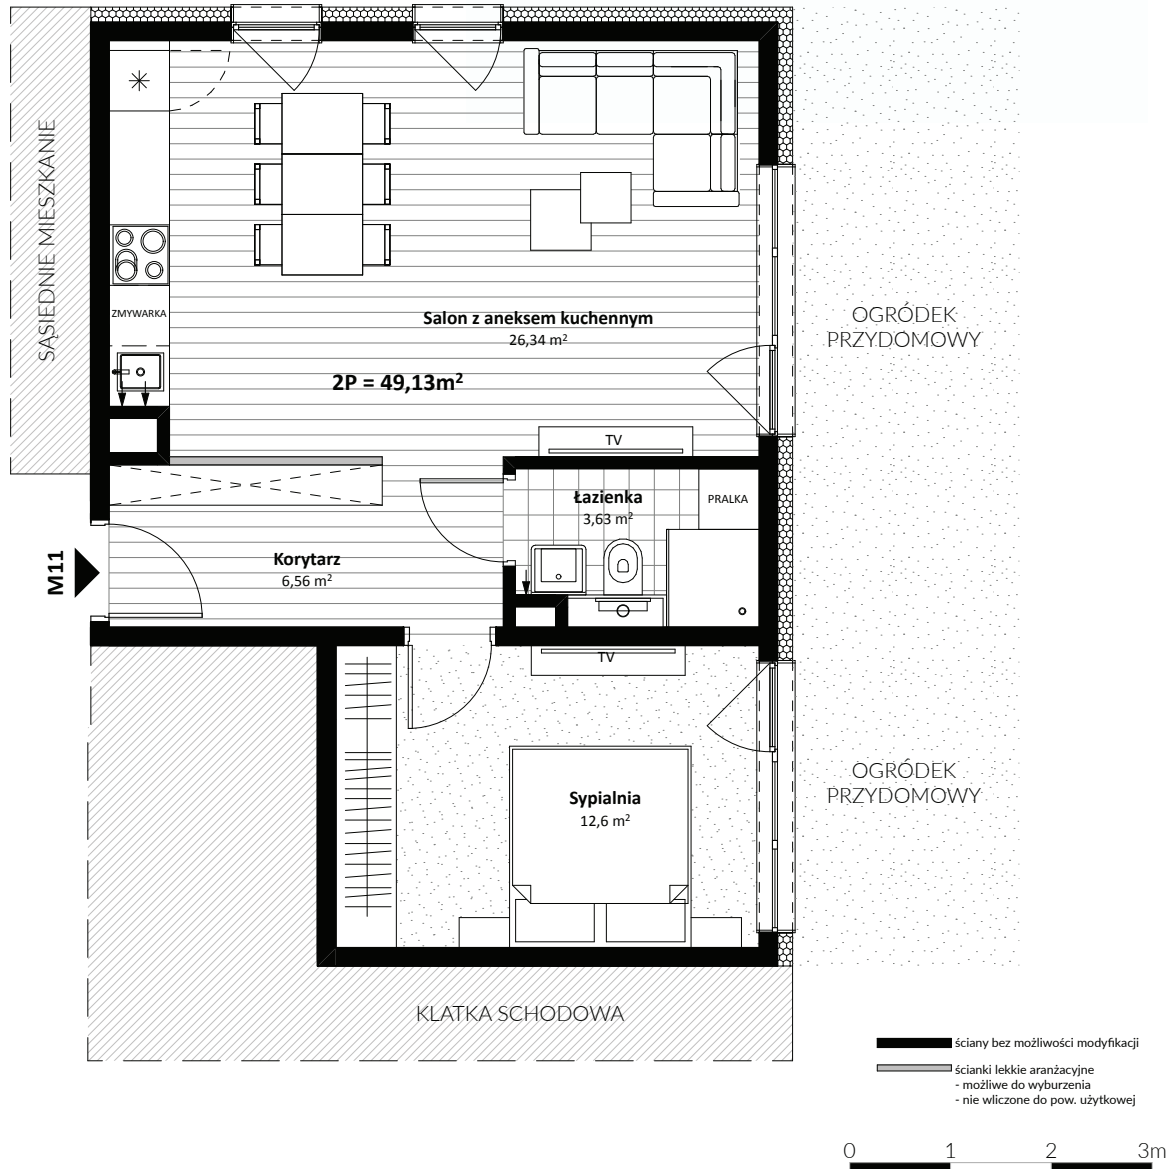 SĄSIEDNIE MIESZKANIE
ZMYWARKA
Salon z aneksem kuchennym
26,34 m²
2P = 49,13m²
OGRÓDEK
PRZYDOMOWY
TV
Łazienka
3,63 m²
PRALKA
M11
Korytarz
6,56 m²
TV
Sypialnia
12,6 m²
OGRÓDEK
PRZYDOMOWY
KLATKA SCHODOWA
ściany bez możliwości modyfikacji
ścianki lekkie aranżacyjne
- możliwe do wyburzenia
- nie wliczone do pow. użytkowej
0 1 2 3m